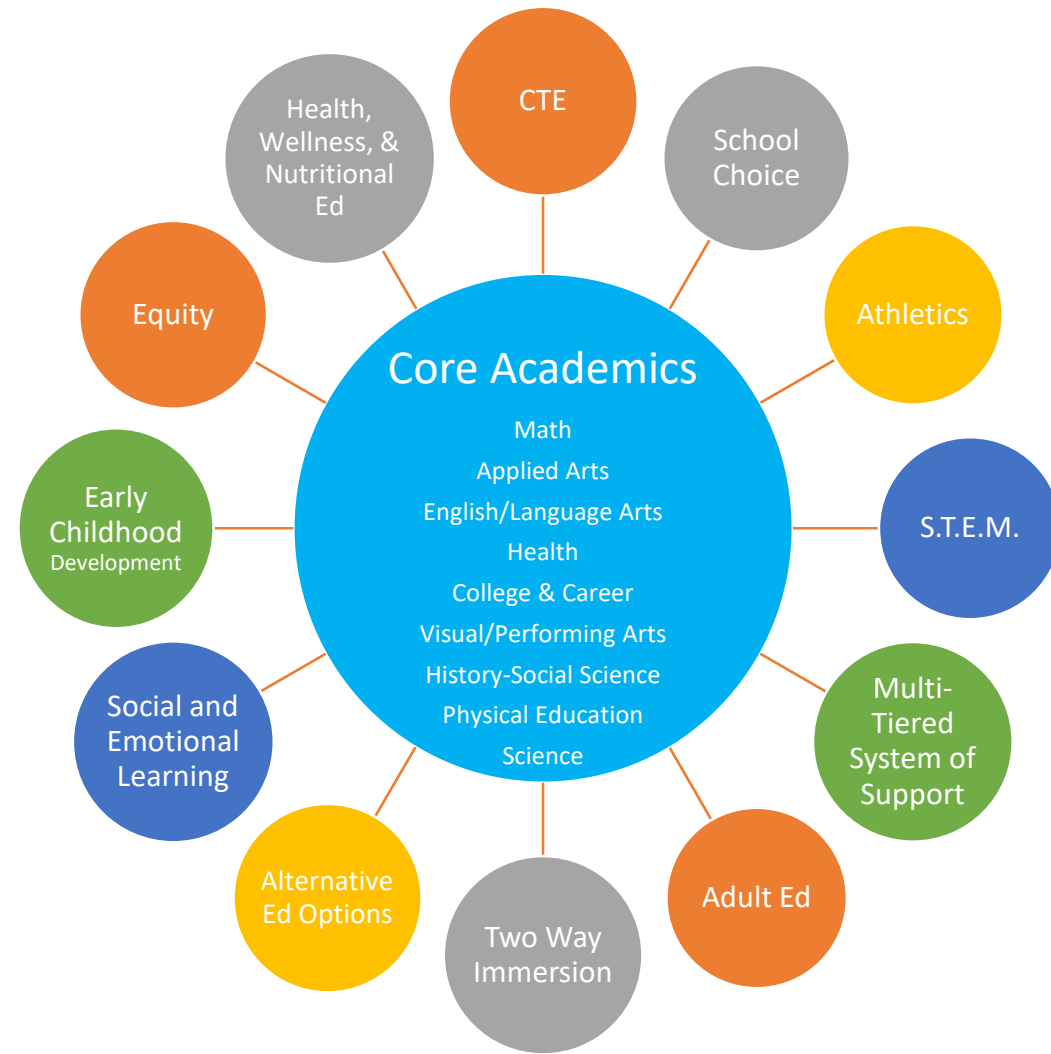 CTE
School
Choice
Athletics
S.T.E.M.
Multi-
Tiered
System of
Support
Adult Ed
Two Way
Immersion
Alternative
Ed Options
Social and
Emotional
Learning
Early
Childhood
Development
Equity
Health,
Wellness, &
Nutritional
Ed
Core Academics
Math
Applied Arts
English/Language Arts
Health
College & Career
Visual/Performing Arts
History-Social Science
Physical Education
Science